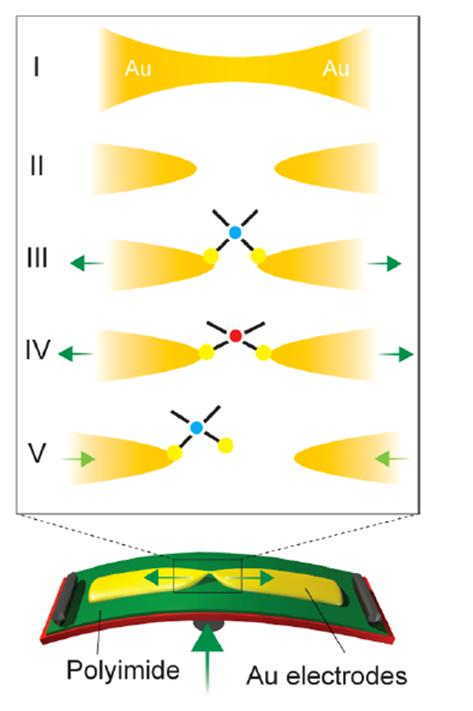 I
Au Au
II
III
IV
V
Polyimide
Au electrodes